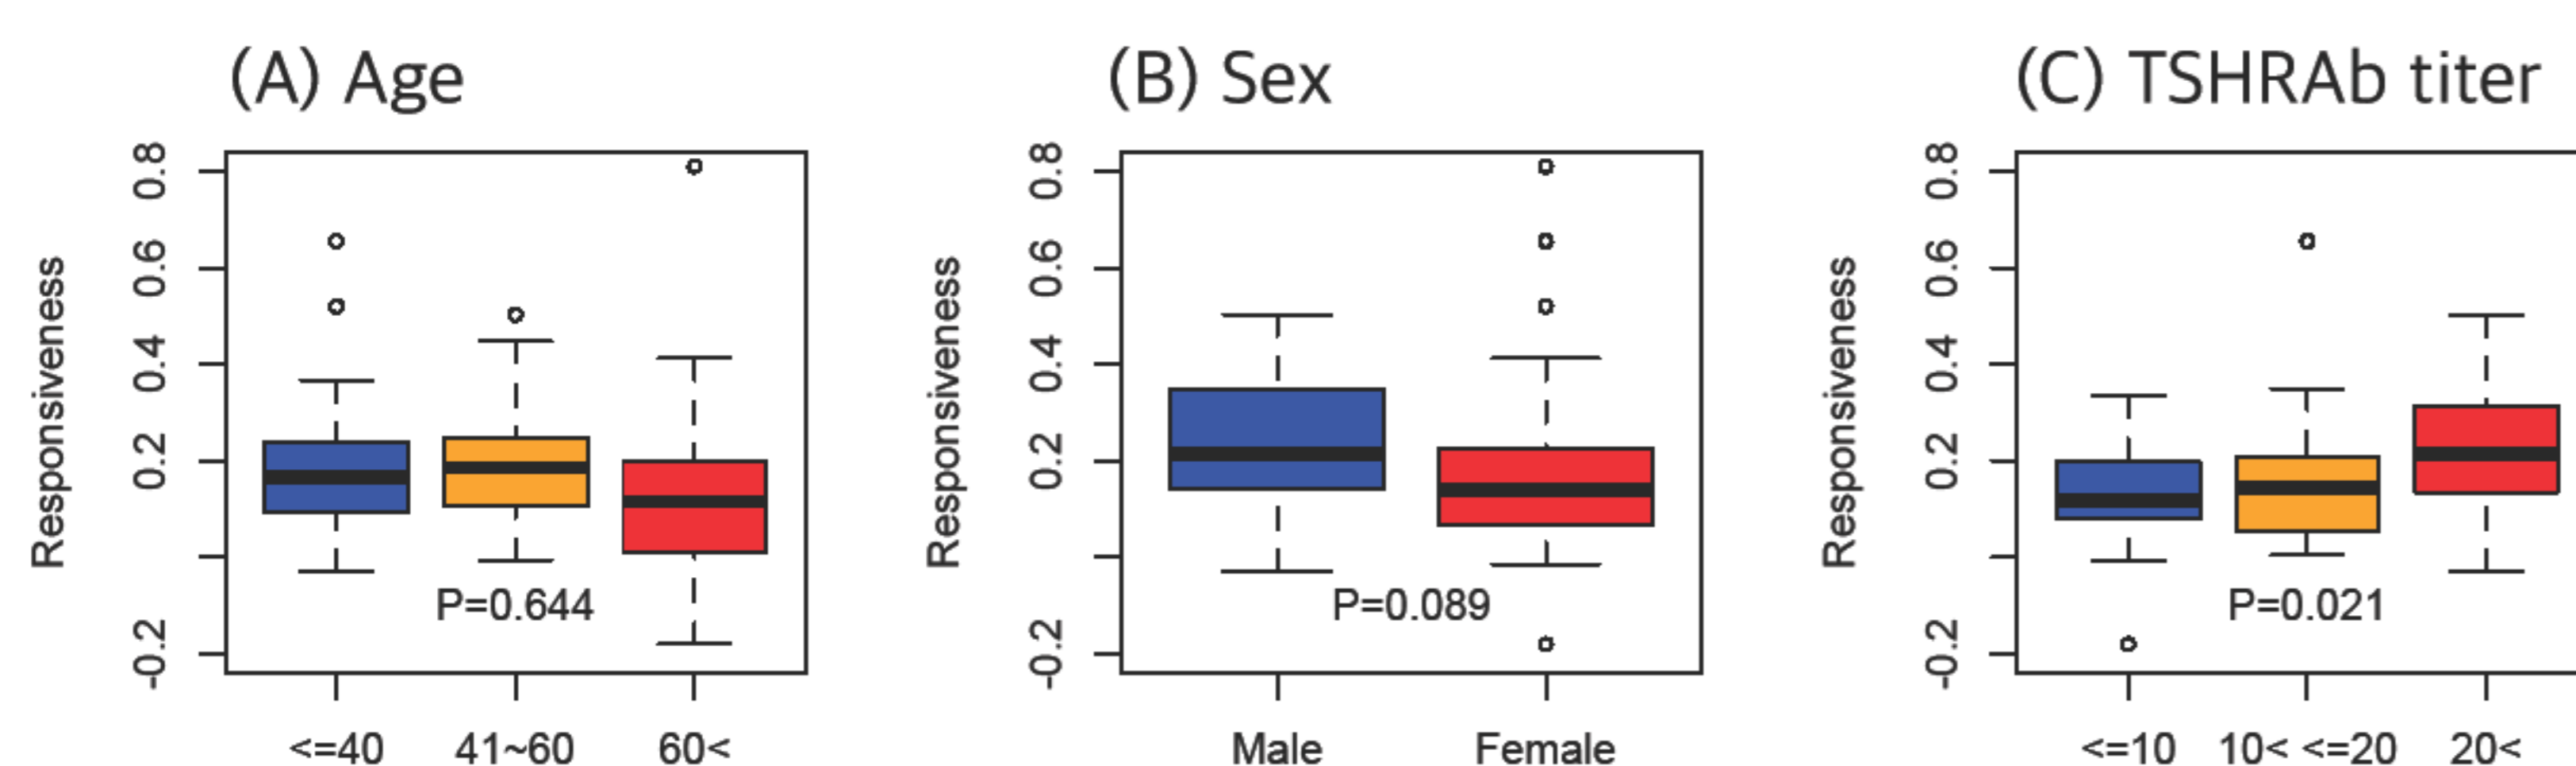 (A) Age
Responsiveness
0.8
0.6
0.4
0.2
-0.2
P=0.644
<=40 41~60 60<
(B) Sex
Responsiveness
0.8
0.6
0.4
0.2
-0.2
P=0.089
Male Female
(C) TSHRAb titer
Responsiveness
0.8
0.6
0.4
0.2
-0.2
P=0.021
<=10 10< <=20 20<